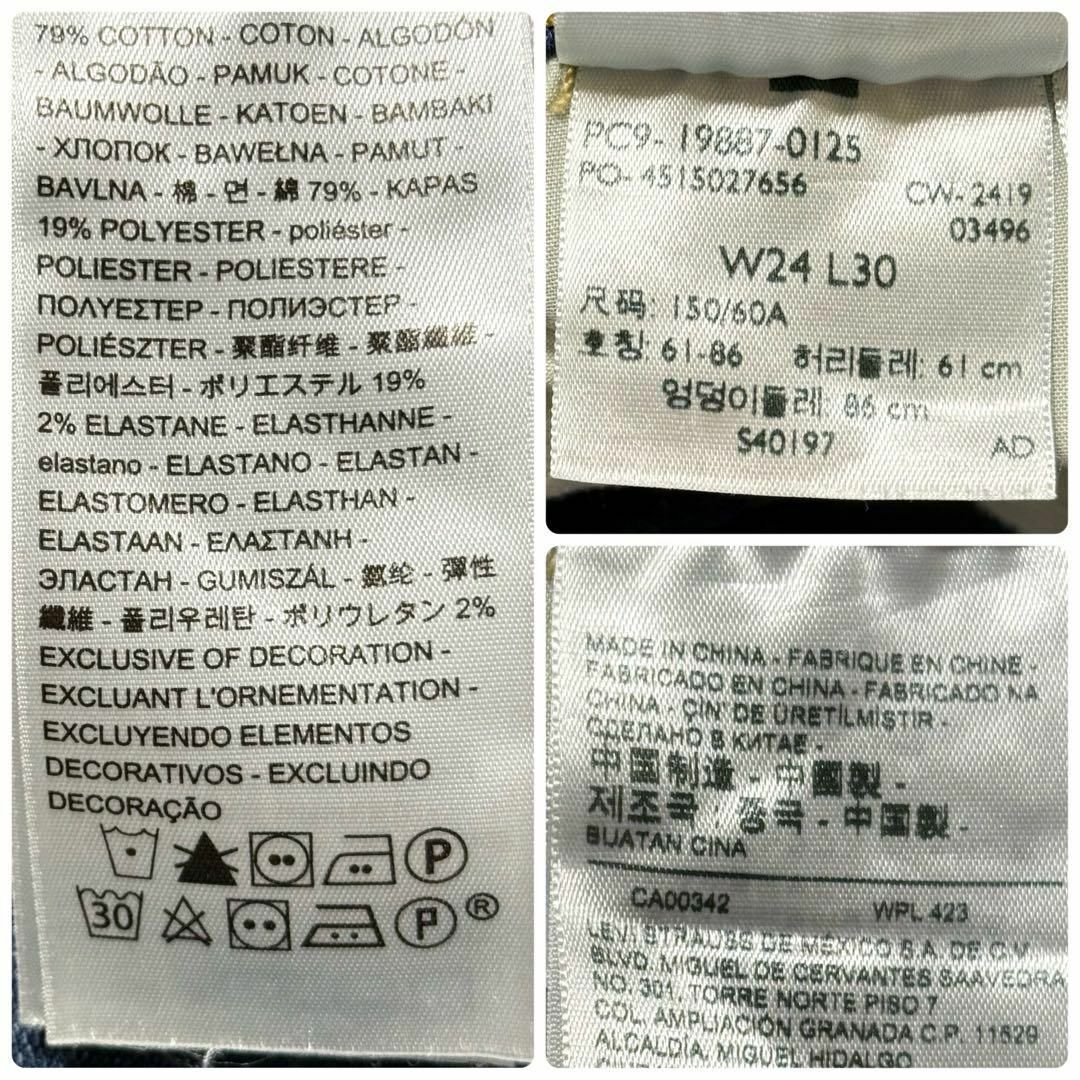 79% COTTON - COTON - ALGODÓN
- ALGODÃO - PAMUK - COTONE -
BAUMWOLLE - KATOEN - BAMBAKI
- ХЛОПОК - BAWEŁNA - PAMUT -
BAVLNA - 棉 - 면 - 綿 79% - KAPAS
19% POLYESTER - poliéster -
POLIESTER - POLIESTERE -
ΠΟΛΥΕΣΤΕΡ - ПОЛИЭСТЕР -
POLIÉSZTER - 聚酯纤维 - 聚酯纖維 -
폴리에스터 - ポリエステル 19%
2% ELASTANE - ELASTHANNE -
elastano - ELASTANO - ELASTAN -
ELASTOMERO - ELASTHAN -
ELASTAAN - ΕΛΑΣΤΑΝΗ -
ЭЛАСТАН - GUMISZÁL - 氨纶 - 彈性
纖維 - 폴리우레탄 - ポリウレタン 2%
EXCLUSIVE OF DECORATION -
EXCLUANT L'ORNEMENTATION -
EXCLUYENDO ELEMENTOS
DECORATIVOS - EXCLUINDO
DECORAÇÃO
P
30 P ®
PC9-19887-0125
PO-4515027656 CW-2419
03496
W24 L30
尺码: 150/60A
호칭: 61-86 허리둘레: 61 cm
엉덩이둘레: 86 cm
S40197 AD
MADE IN CHINA - FABRIQUE EN CHINE -
FABRICADO EN CHINA - FABRICADO NA
CHINA - ÇİN' DE ÜRETİLMİŞTİR -
СДЕЛАНО В КИТАЕ -
中国制造 - 中國製 -
제조국 / 중국 - 中国製 -
BUATAN CINA
CA00342 WPL 423
LEVI STRAUSS DE MÉXICO S.A. DE C.V.
BLVD. MIGUEL DE CERVANTES SAAVEDRA
NO. 301, TORRE NORTE PISO 7
COL. AMPLIACIÓN GRANADA C.P. 11529
ALCALDÍA. MIGUEL HIDALGO